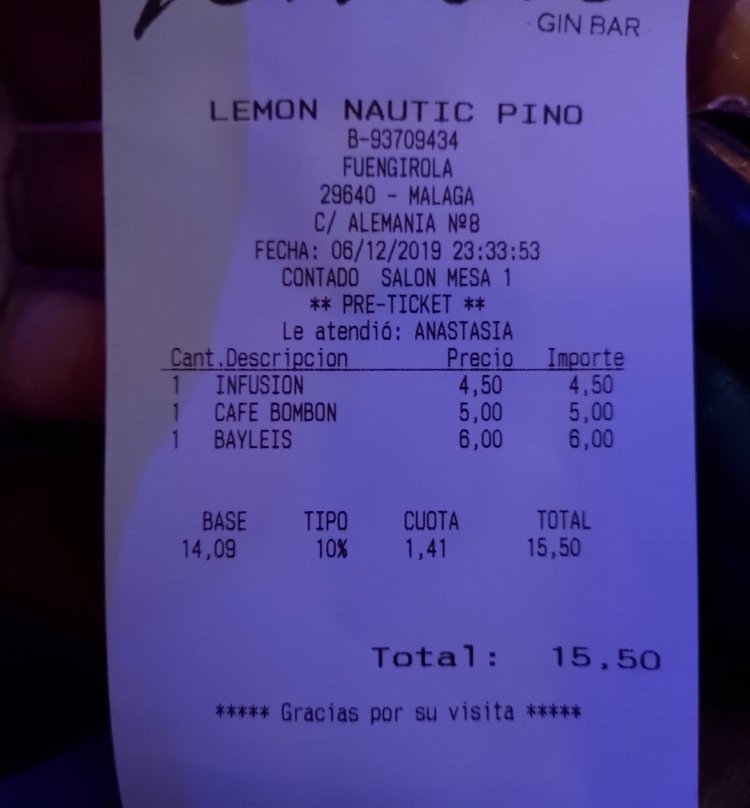 GIN BAR
LEMON NAUTIC PINO
B-93709434
FUENGIROLA
29640 - MALAGA
C/ ALEMANIA Nº8
FECHA: 06/12/2019 23:33:53
CONTADO SALON MESA 1
** PRE-TICKET **
Le atendió: ANASTASIA
Cant.Descripcion Precio Importe
1 INFUSION 4,50 4,50
1 CAFE BOMBON 5,00 5,00
1 BAYLEIS 6,00 6,00
BASE TIPO CUOTA TOTAL
14,09 10% 1,41 15,50
Total: 15,50
***** Gracias por su visita *****